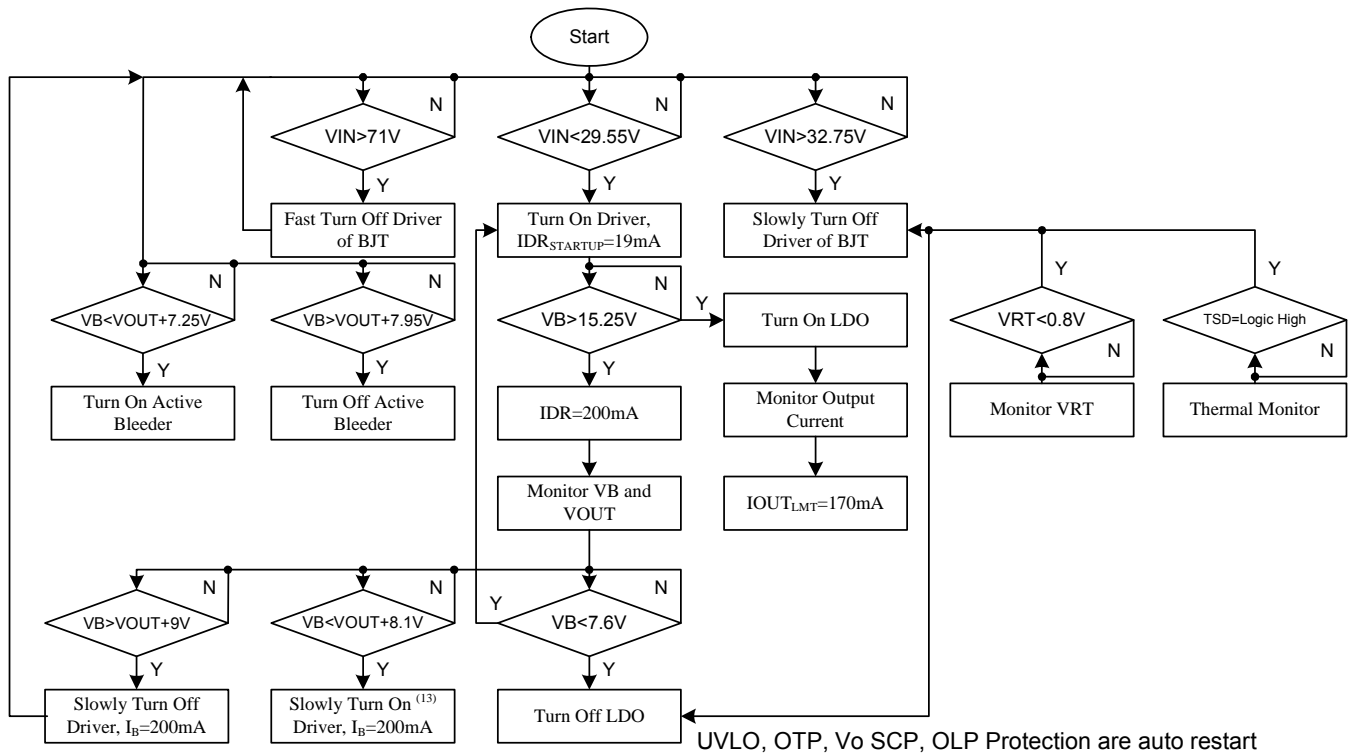 Start
VIN>71V
N
Y
VIN<29.55V
N
Y
VIN>32.75V
N
Y
Fast Turn Off Driver
of BJT
Turn On Driver,
IDRSTARTUP=19mA
Slowly Turn Off
Driver of BJT
VB<VOUT+7.25V
N
Y
VB>VOUT+7.95V
N
Y
VB>15.25V
N
Y
Y
Turn On LDO
VRT<0.8V
Y
N
TSD=Logic High
Y
N
Turn On Active
Bleeder
Turn Off Active
Bleeder
IDR=200mA
Monitor Output
Current
Monitor VRT
Thermal Monitor
Monitor VB and
VOUT
IOUTLMT=170mA
VB>VOUT+9V
N
Y
VB<VOUT+8.1V
N
Y
VB<7.6V
Y
N
Y
Slowly Turn Off
Driver, IB=200mA
Slowly Turn On (13)
Driver, IB=200mA
Turn Off LDO
UVLO, OTP, Vo SCP, OLP Protection are auto restart